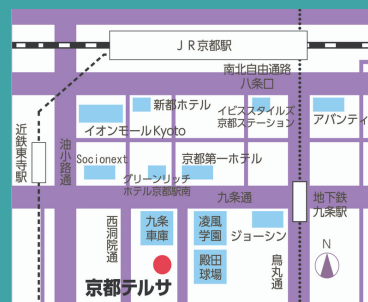 JR京都駅
南北自由通路
八条口
新都ホテル
イビススタイルズ
京都ステーション
アバンティ
イオンモールKyoto
近鉄東寺駅
油小路通
Socionext
京都第一ホテル
グリーンリッチ
ホテル京都駅南
九条通
地下鉄
九条駅
西洞院通
九条
車庫
凌風
学園
ジョーシン
烏丸通
N
殿田
球場
京都テルサ